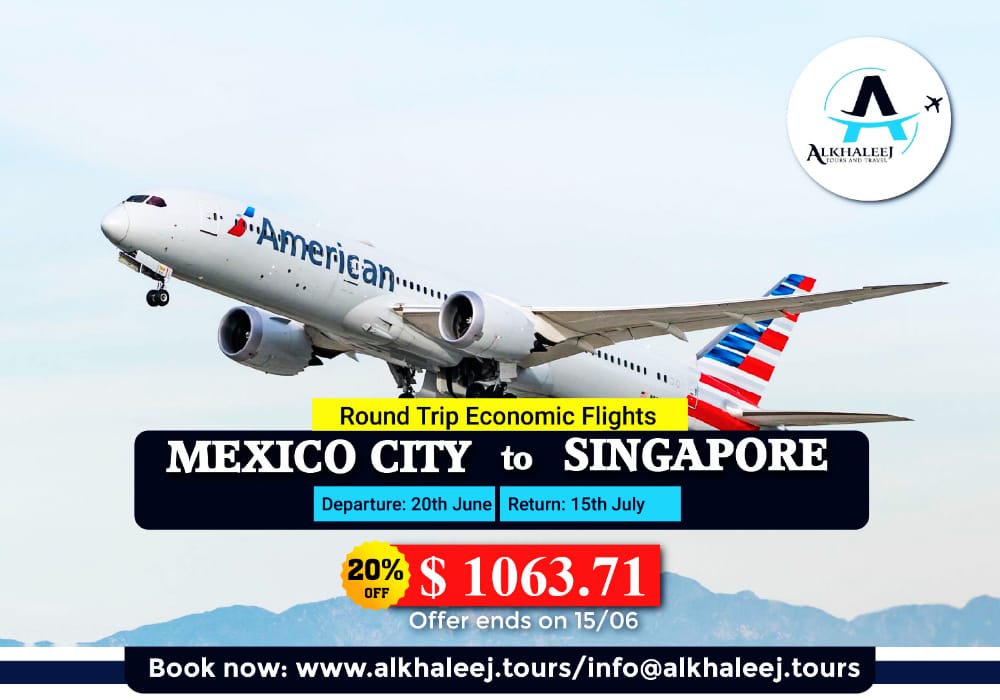 ALKHALEEJ
TOURS AND TRAVEL
American
Round Trip Economic Flights
MEXICO CITY to SINGAPORE
Departure: 20th June Return: 15th July
20% OFF $ 1063.71
Offer ends on 15/06
Book now: www.alkhaleej.tours/info@alkhaleej.tours